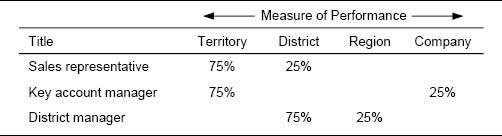 Measure of Performance
Title Territory District Region Company
Sales representative 75% 25%
Key account manager 75% 25%
District manager 75% 25%